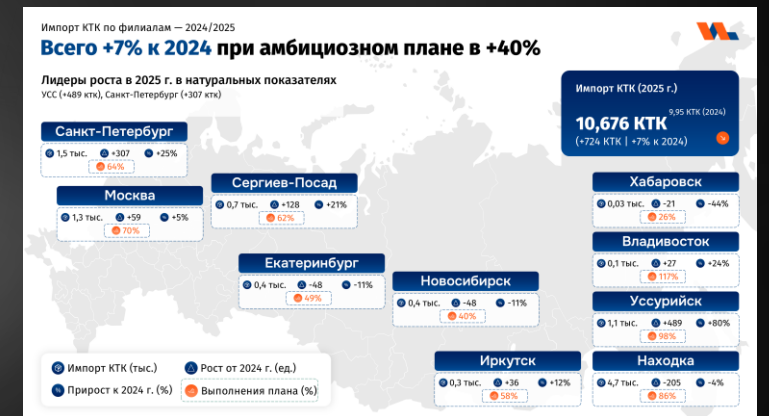 Импорт КТК по филиалам — 2024/2025
Всего +7% к 2024 при амбициозном плане в +40%
Лидеры роста в 2025 г. в натуральных показателях
УСС (+489 ктк), Санкт-Петербург (+307 ктк)
Импорт КТК (2025 г.)
9,95 КТК (2024)
10,676 КТК
(+724 КТК | +7% к 2024)
Санкт-Петербург
1,5 тыс. +307 +25%
64%
Москва
1,3 тыс. +59 +5%
70%
Сергиев-Посад
0,7 тыс. +128 +21%
62%
Екатеринбург
0,4 тыс. -48 -11%
49%
Новосибирск
0,4 тыс. -48 -11%
40%
Иркутск
0,3 тыс. +36 +12%
58%
Хабаровск
0,03 тыс. -21 -44%
26%
Владивосток
0,1 тыс. +27 +24%
117%
Уссурийск
1,1 тыс. +489 +80%
98%
Находка
4,7 тыс. -205 -4%
86%
Импорт КТК (тыс.) Рост от 2024 г. (ед.)
Прирост к 2024 г. (%) Выполнения плана (%)